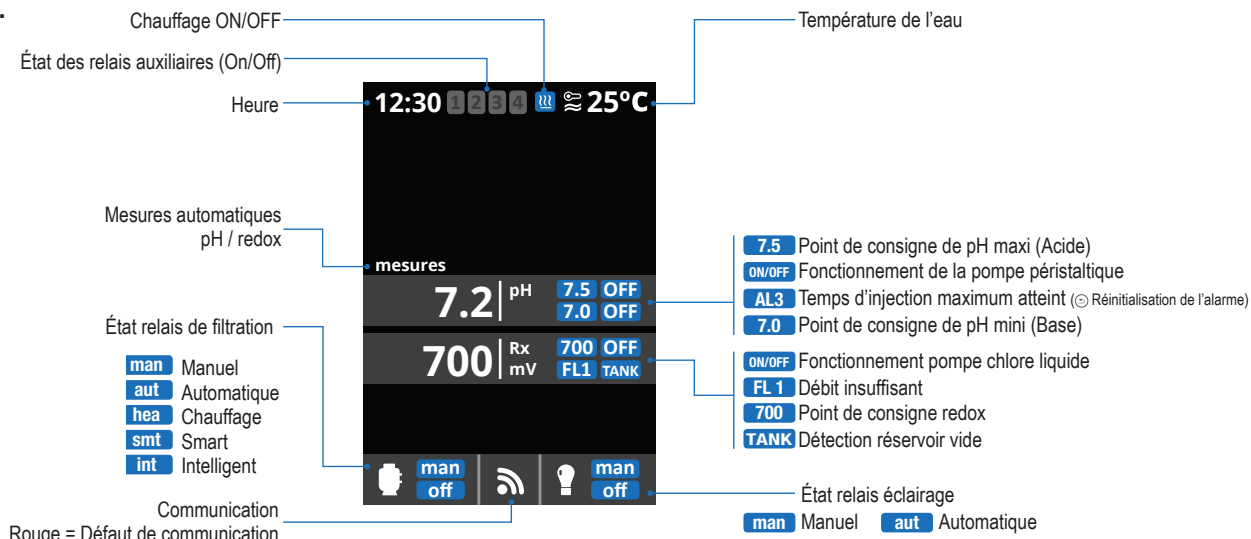 Chauffage ON/OFF
Température de l'eau
État des relais auxiliaires (On/Off)
Heure
12:30 1 2 3 4 25ºC
Mesures automatiques
pH / redox
mesures
7.2 pH 7.5 OFF
7.0 OFF
700 Rx mV 700 OFF
FL1 TANK
7.5 Point de consigne de pH maxi (Acide)
ON/OFF Fonctionnement de la pompe péristaltique
AL3 Temps d'injection maximum atteint (Réinitialisation de l'alarme)
7.0 Point de consigne de pH mini (Base)
ON/OFF Fonctionnement pompe chlore liquide
FL 1 Débit insuffisant
700 Point de consigne redox
TANK Détection réservoir vide
État relais de filtration
man Manuel
aut Automatique
hea Chauffage
smt Smart
int Intelligent
man off
man off
Communication
Rouge = Défaut de communication
État relais éclairage
man Manuel aut Automatique